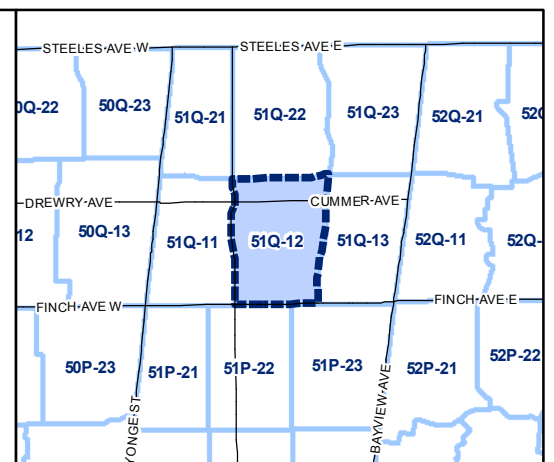 STEELES AVE W
STEELES AVE E
0Q-22
50Q-23
51Q-21
51Q-22
51Q-23
52Q-21
52Q
DREWRY AVE
CUMMER AVE
12
50Q-13
51Q-11
51Q-12
51Q-13
52Q-11
52Q-
FINCH AVE W
FINCH AVE E
50P-23
51P-21
51P-22
51P-23
52P-21
52P-22
YONGE ST
BAYVIEW AVE